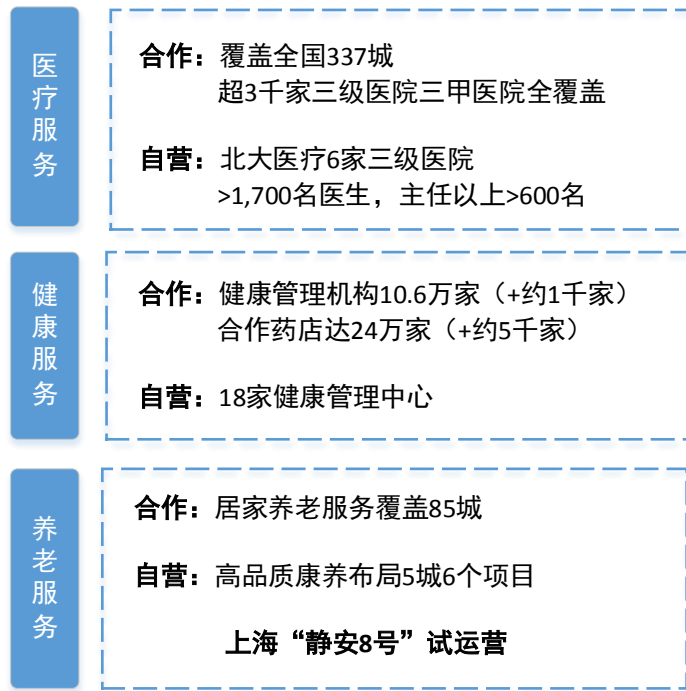 医疗服务
合作：覆盖全国337城
超3千家三级医院三甲医院全覆盖
自营：北大医疗6家三级医院
>1,700名医生，主任以上>600名
健康服务
合作：健康管理机构10.6万家（+约1千家）
合作药店达24万家（+约5千家）
自营：18家健康管理中心
养老服务
合作：居家养老服务覆盖85城
自营：高品质康养布局5城6个项目
上海“静安8号”试运营